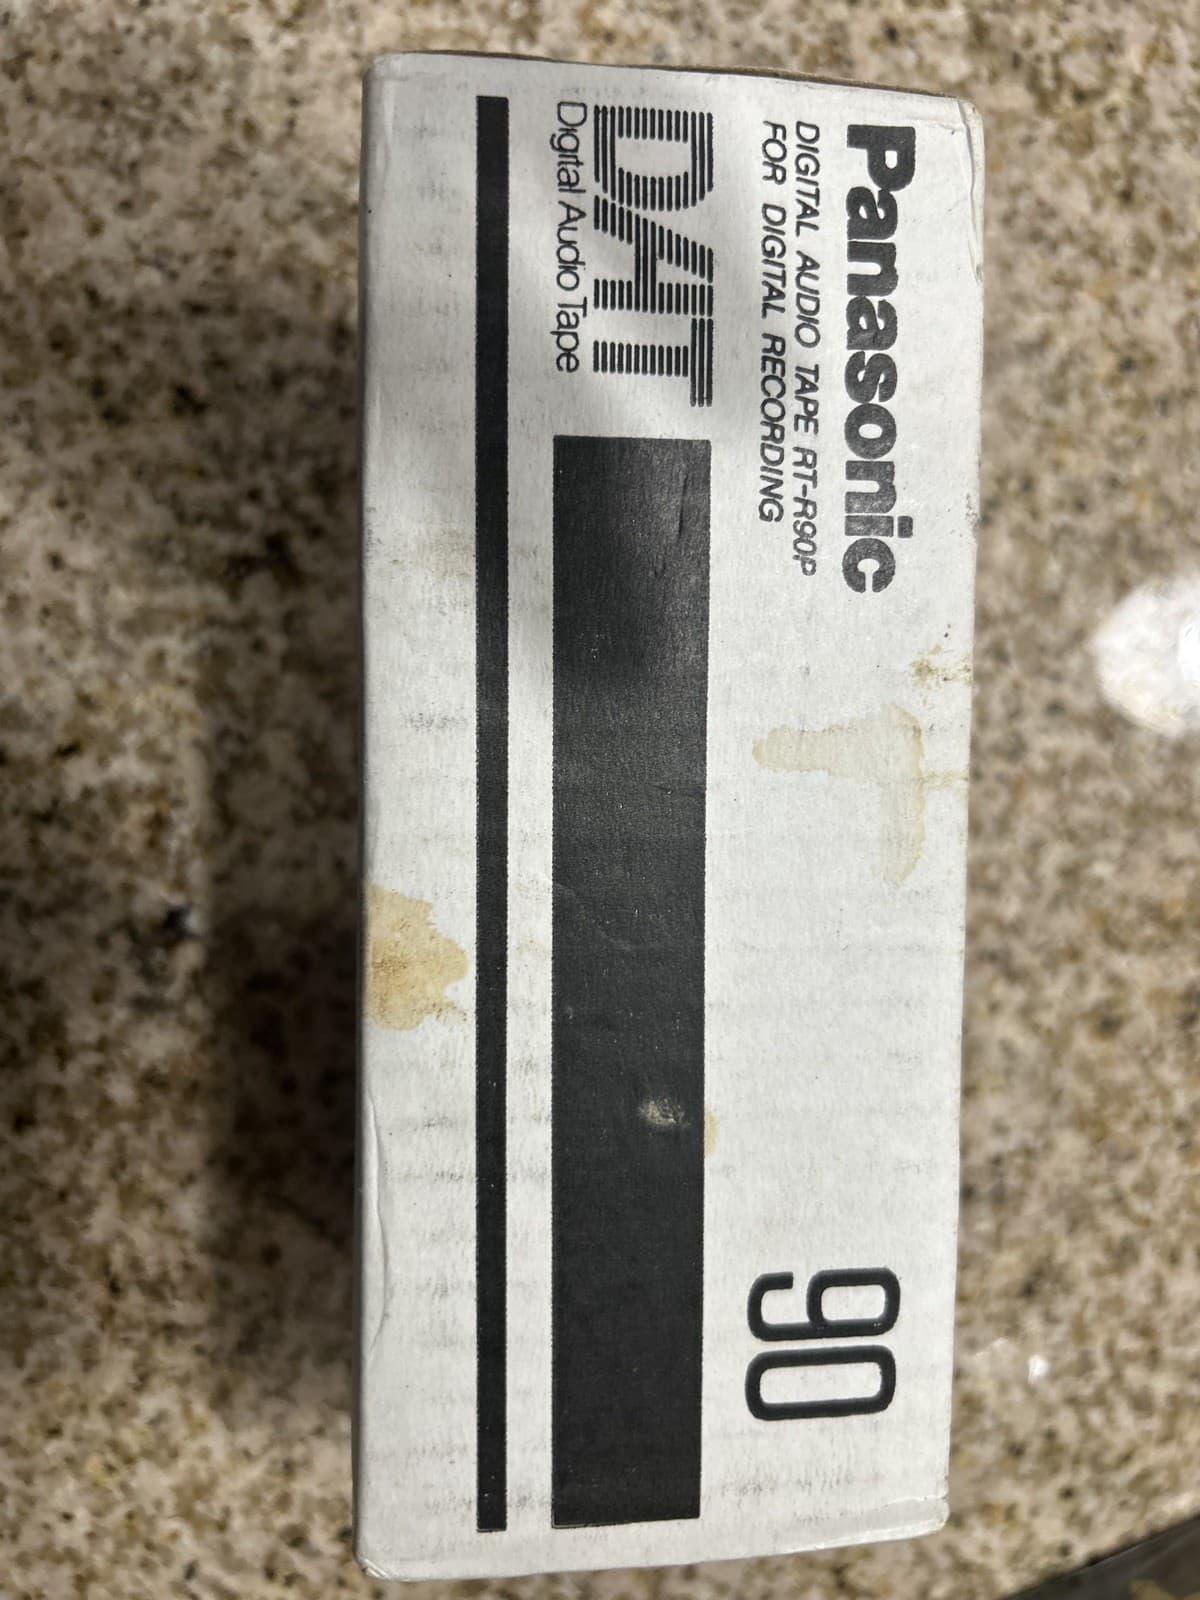 Panasonic
DIGITAL AUDIO TAPE RT-R90P
FOR DIGITAL RECORDING
90
DAT
Digital Audio Tape